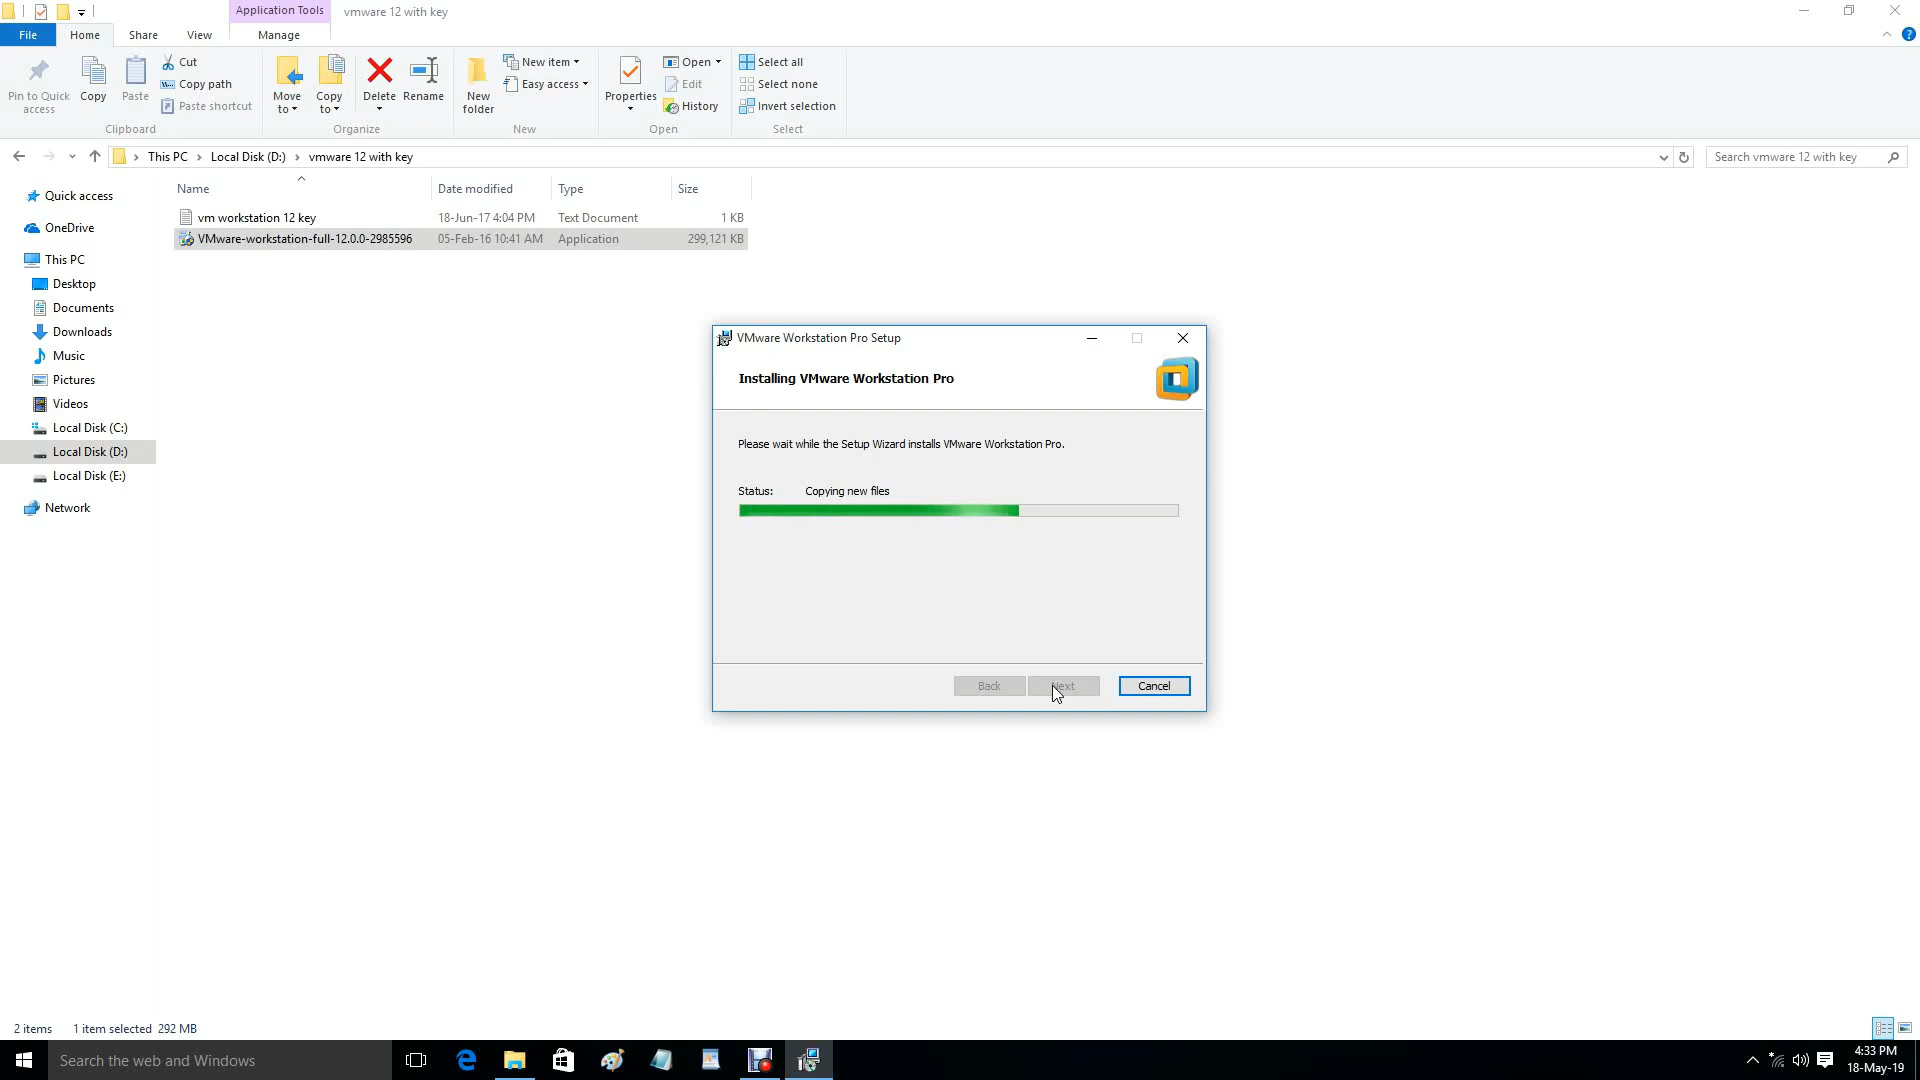 Application Tools
vmware 12 with key
File
Home
Share
View
Manage
Pin to Quick
access
Copy
Paste
Cut
Copy path
Paste shortcut
Clipboard
Move
to
Copy
to
Delete
Rename
Organize
New
folder
New item
Easy access
New
Properties
Open
Edit
History
Open
Select all
Select none
Invert selection
Select
This PC
Local Disk (D:)
vmware 12 with key
Search vmware 12 with key
Quick access
OneDrive
This PC
Desktop
Documents
Downloads
Music
Pictures
Videos
Local Disk (C:)
Local Disk (D:)
Local Disk (E:)
Network
Name Date modified Type Size
vm workstation 12 key 18-Jun-17 4:04 PM Text Document 1 KB
VMware-workstation-full-12.0.0-2985596 05-Feb-16 10:41 AM Application 299,121 KB
VMware Workstation Pro Setup
Installing VMware Workstation Pro
Please wait while the Setup Wizard installs VMware Workstation Pro.
Status: Copying new files
Back
Next
Cancel
2 items 1 item selected 292 MB
Search the web and Windows
4:33 PM
18-May-19